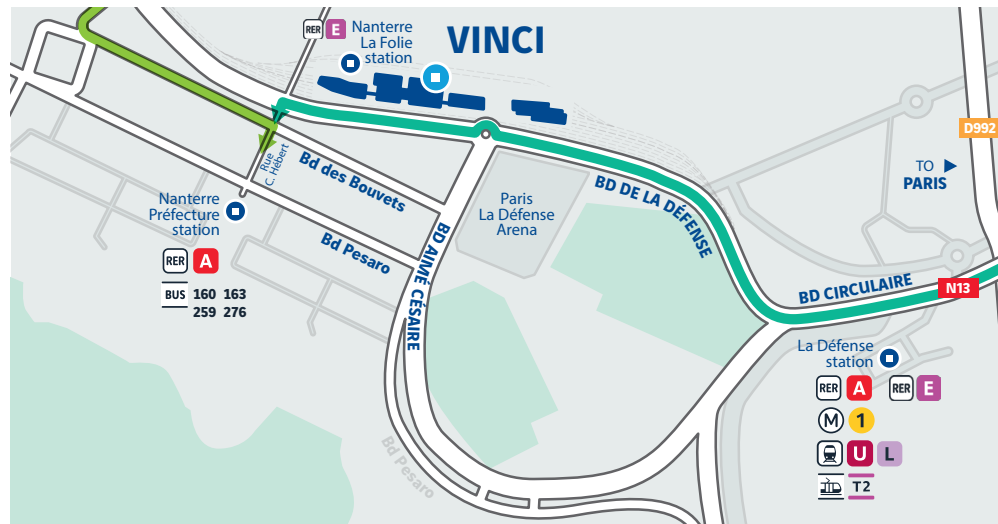 RER E
Nanterre
La Folie
station
VINCI
D992
TO
PARIS
Rue
C. Hébert
Bd des Bouvets
BD DE LA DÉFENSE
Nanterre
Préfecture
station
Paris
La Défense
Arena
Bd Pesaro
BD AIMÉ CÉSAIRE
RER A
BUS 160 163
259 276
BD CIRCULAIRE
N13
La Défense
station
RER A RER E
M 1
U L
T2
Bd Pesaro